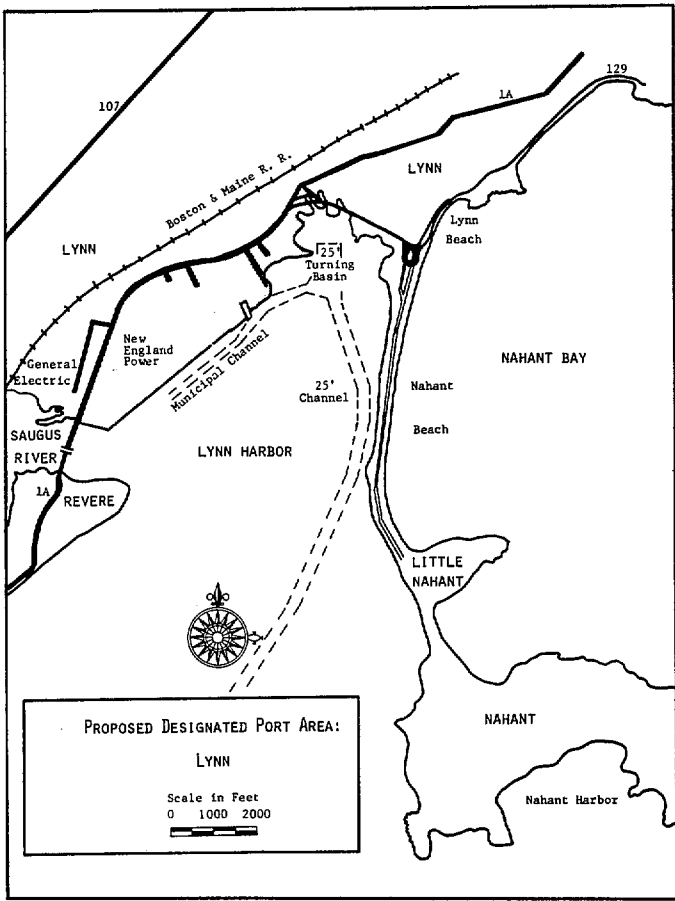 129
1A
107
Boston & Maine R. R.
LYNN
LYNN
Lynn
Beach
25'
Turning
Basin
New
England
Power
General
Electric
Municipal Channel
25'
Channel
Nahant
Beach
NAHANT BAY
SAUGUS
RIVER
LYNN HARBOR
1A
REVERE
LITTLE
NAHANT
NAHANT
Nahant Harbor
PROPOSED DESIGNATED PORT AREA:
LYNN
Scale in Feet
0 1000 2000